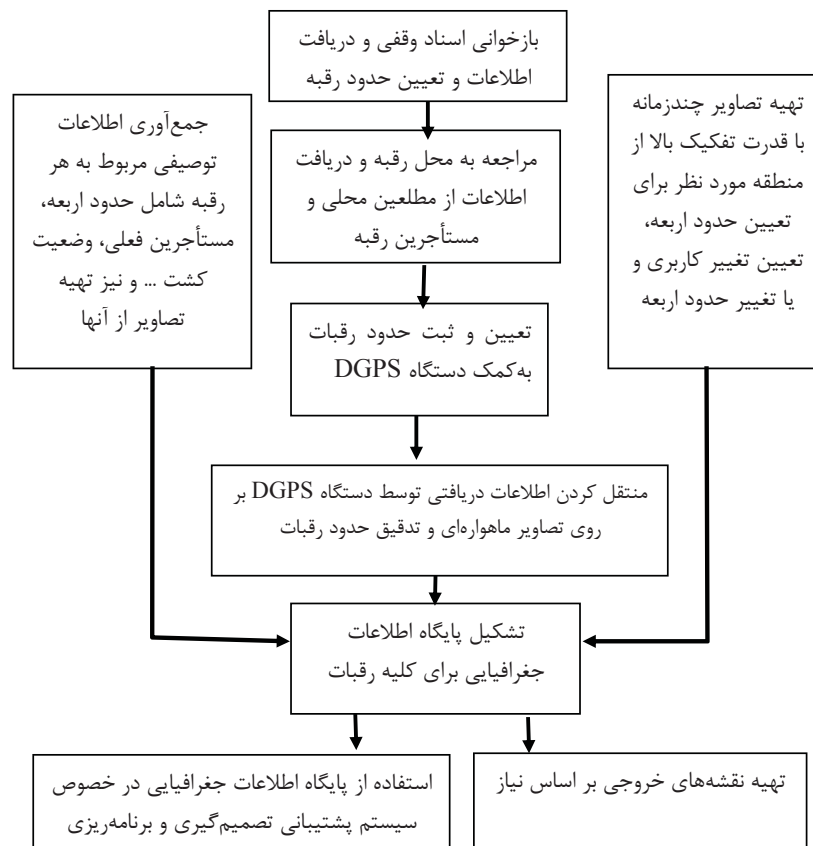 بازخوانی اسناد وقفی و دریافت
اطلاعات و تعیین حدود رقبه
تهیه تصاویر چندزمانه
با قدرت تفکیک بالا از
منطقه مورد نظر برای
تعیین حدود اربعه،
تعیین تغییر کاربری و
یا تغییر حدود اربعه
جمع‌آوری اطلاعات
توصیفی مربوط به هر
رقبه شامل حدود اربعه،
مستأجرین فعلی، وضعیت
کشت ... و نیز تهیه
تصاویر از آنها
مراجعه به محل رقبه و دریافت
اطلاعات از مطلعین محلی و
مستأجرین رقبه
تعیین و ثبت حدود رقبات
به‌کمک دستگاه DGPS
منتقل کردن اطلاعات دریافتی توسط دستگاه DGPS بر
روی تصاویر ماهواره‌ای و تدقیق حدود رقبات
تشکیل پایگاه اطلاعات
جغرافیایی برای کلیه رقبات
تهیه نقشه‌های خروجی بر اساس نیاز
استفاده از پایگاه اطلاعات جغرافیایی در خصوص
سیستم پشتیبانی تصمیم‌گیری و برنامه‌ریزی